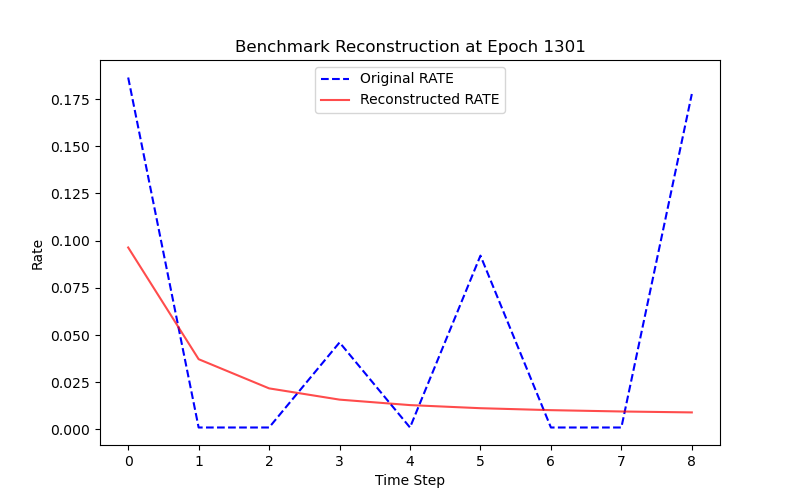 Benchmark Reconstruction at Epoch 1301
Original RATE
Reconstructed RATE
0.175
0.150
0.125
0.100
0.075
0.050
0.025
0.000
Rate
0 1 2 3 4 5 6 7 8
Time Step